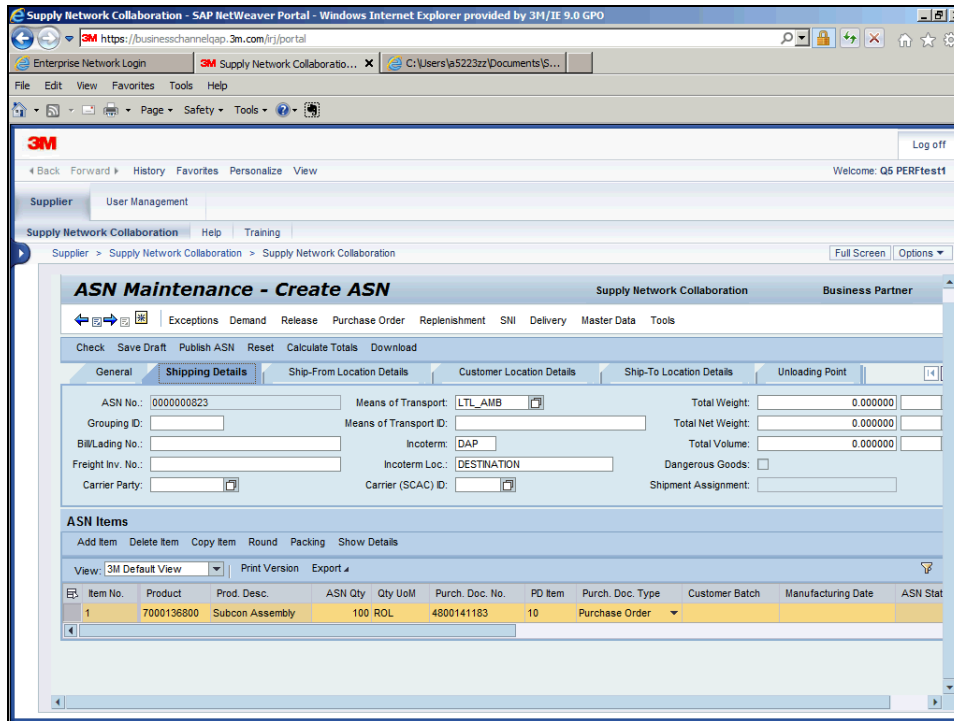 Supply Network Collaboration - SAP NetWeaver Portal - Windows Internet Explorer provided by 3M/IE 9.0 GPO
3M https://businesschannelqap.3m.com/irj/portal
Enterprise Network Login 3M Supply Network Collaboratio... X C:\Users\a5223zz\Documents\S...
File Edit View Favorites Tools Help
Page Safety Tools
3M Log off
Back Forward History Favorites Personalize View Welcome: Q5 PERFtest1
Supplier User Management
Supply Network Collaboration Help Training
Supplier > Supply Network Collaboration > Supply Network Collaboration Full Screen Options
ASN Maintenance - Create ASN Supply Network Collaboration Business Partner
Exceptions Demand Release Purchase Order Replenishment SNI Delivery Master Data Tools
Check Save Draft Publish ASN Reset Calculate Totals Download
General Shipping Details Ship-From Location Details Customer Location Details Ship-To Location Details Unloading Point
ASN No.: 0000000823 Means of Transport: LTL_AMB Total Weight: 0.000000
Grouping ID: Means of Transport ID: Total Net Weight: 0.000000
Bill/Lading No.: Incoterm: DAP Total Volume: 0.000000
Freight Inv. No.: Incoterm Loc.: DESTINATION Dangerous Goods:
Carrier Party: Carrier (SCAC) ID: Shipment Assignment:
ASN Items
Add Item Delete Item Copy Item Round Packing Show Details
View: 3M Default View Print Version Export
Item No. Product Prod. Desc. ASN Qty Qty UoM Purch. Doc. No. PD Item Purch. Doc. Type Customer Batch Manufacturing Date ASN Stat
1 7000136800 Subcon Assembly 100 ROL 4800141183 10 Purchase Order